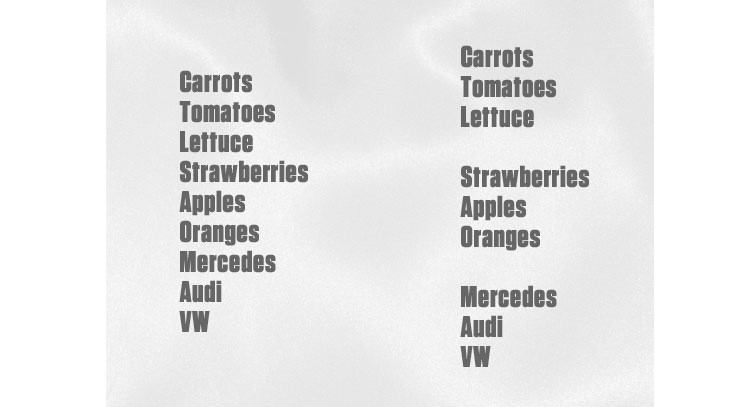 Carrots
Tomatoes
Lettuce
Strawberries
Apples
Oranges
Mercedes
Audi
VW
Carrots
Tomatoes
Lettuce
Strawberries
Apples
Oranges
Mercedes
Audi
VW